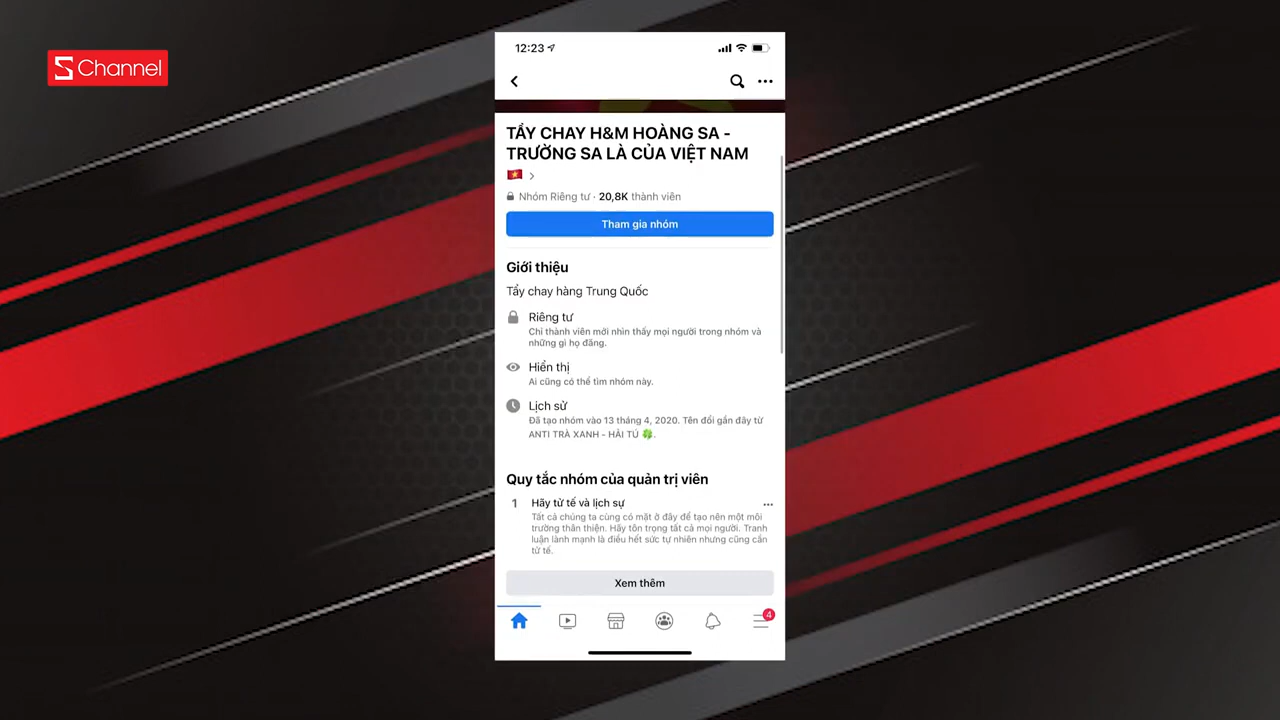 S Channel
12:23
TẨY CHAY H&M HOÀNG SA -
TRƯỜNG SA LÀ CỦA VIỆT NAM
🇻🇳 >
Nhóm Riêng tư · 20,8K thành viên
Tham gia nhóm
Giới thiệu
Tẩy chay hàng Trung Quốc
Riêng tư
Chỉ thành viên mới nhìn thấy mọi người trong nhóm và
những gì họ đăng.
Hiển thị
Ai cũng có thể tìm nhóm này.
Lịch sử
Đã tạo nhóm vào 13 tháng 4, 2020. Tên đổi gần đây từ
ANTI TRÀ XANH - HẢI TÚ 🍀.
Quy tắc nhóm của quản trị viên
1 Hãy tử tế và lịch sự
Tất cả chúng ta cùng có mặt ở đây để tạo nên một môi
trường thân thiện. Hãy tôn trọng tất cả mọi người. Tranh
luận lành mạnh là điều hết sức tự nhiên nhưng cũng cần
tử tế.
Xem thêm
4